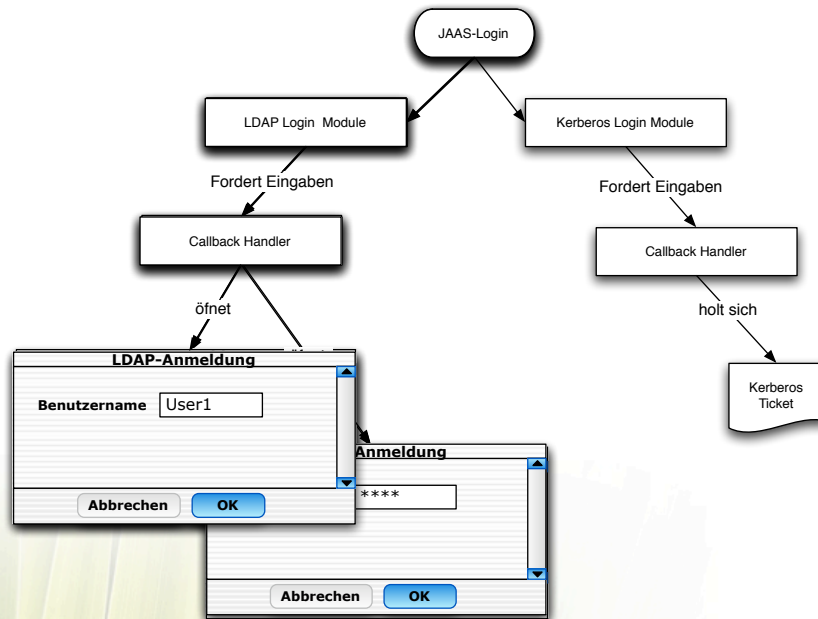 JAAS-Login
LDAP Login Module
Kerberos Login Module
Fordert Eingaben
Fordert Eingaben
Callback Handler
Callback Handler
öfnet
holt sich
LDAP-Anmeldung
Benutzername User1
Abbrechen OK
Kerberos
Ticket
Anmeldung
****
Abbrechen OK